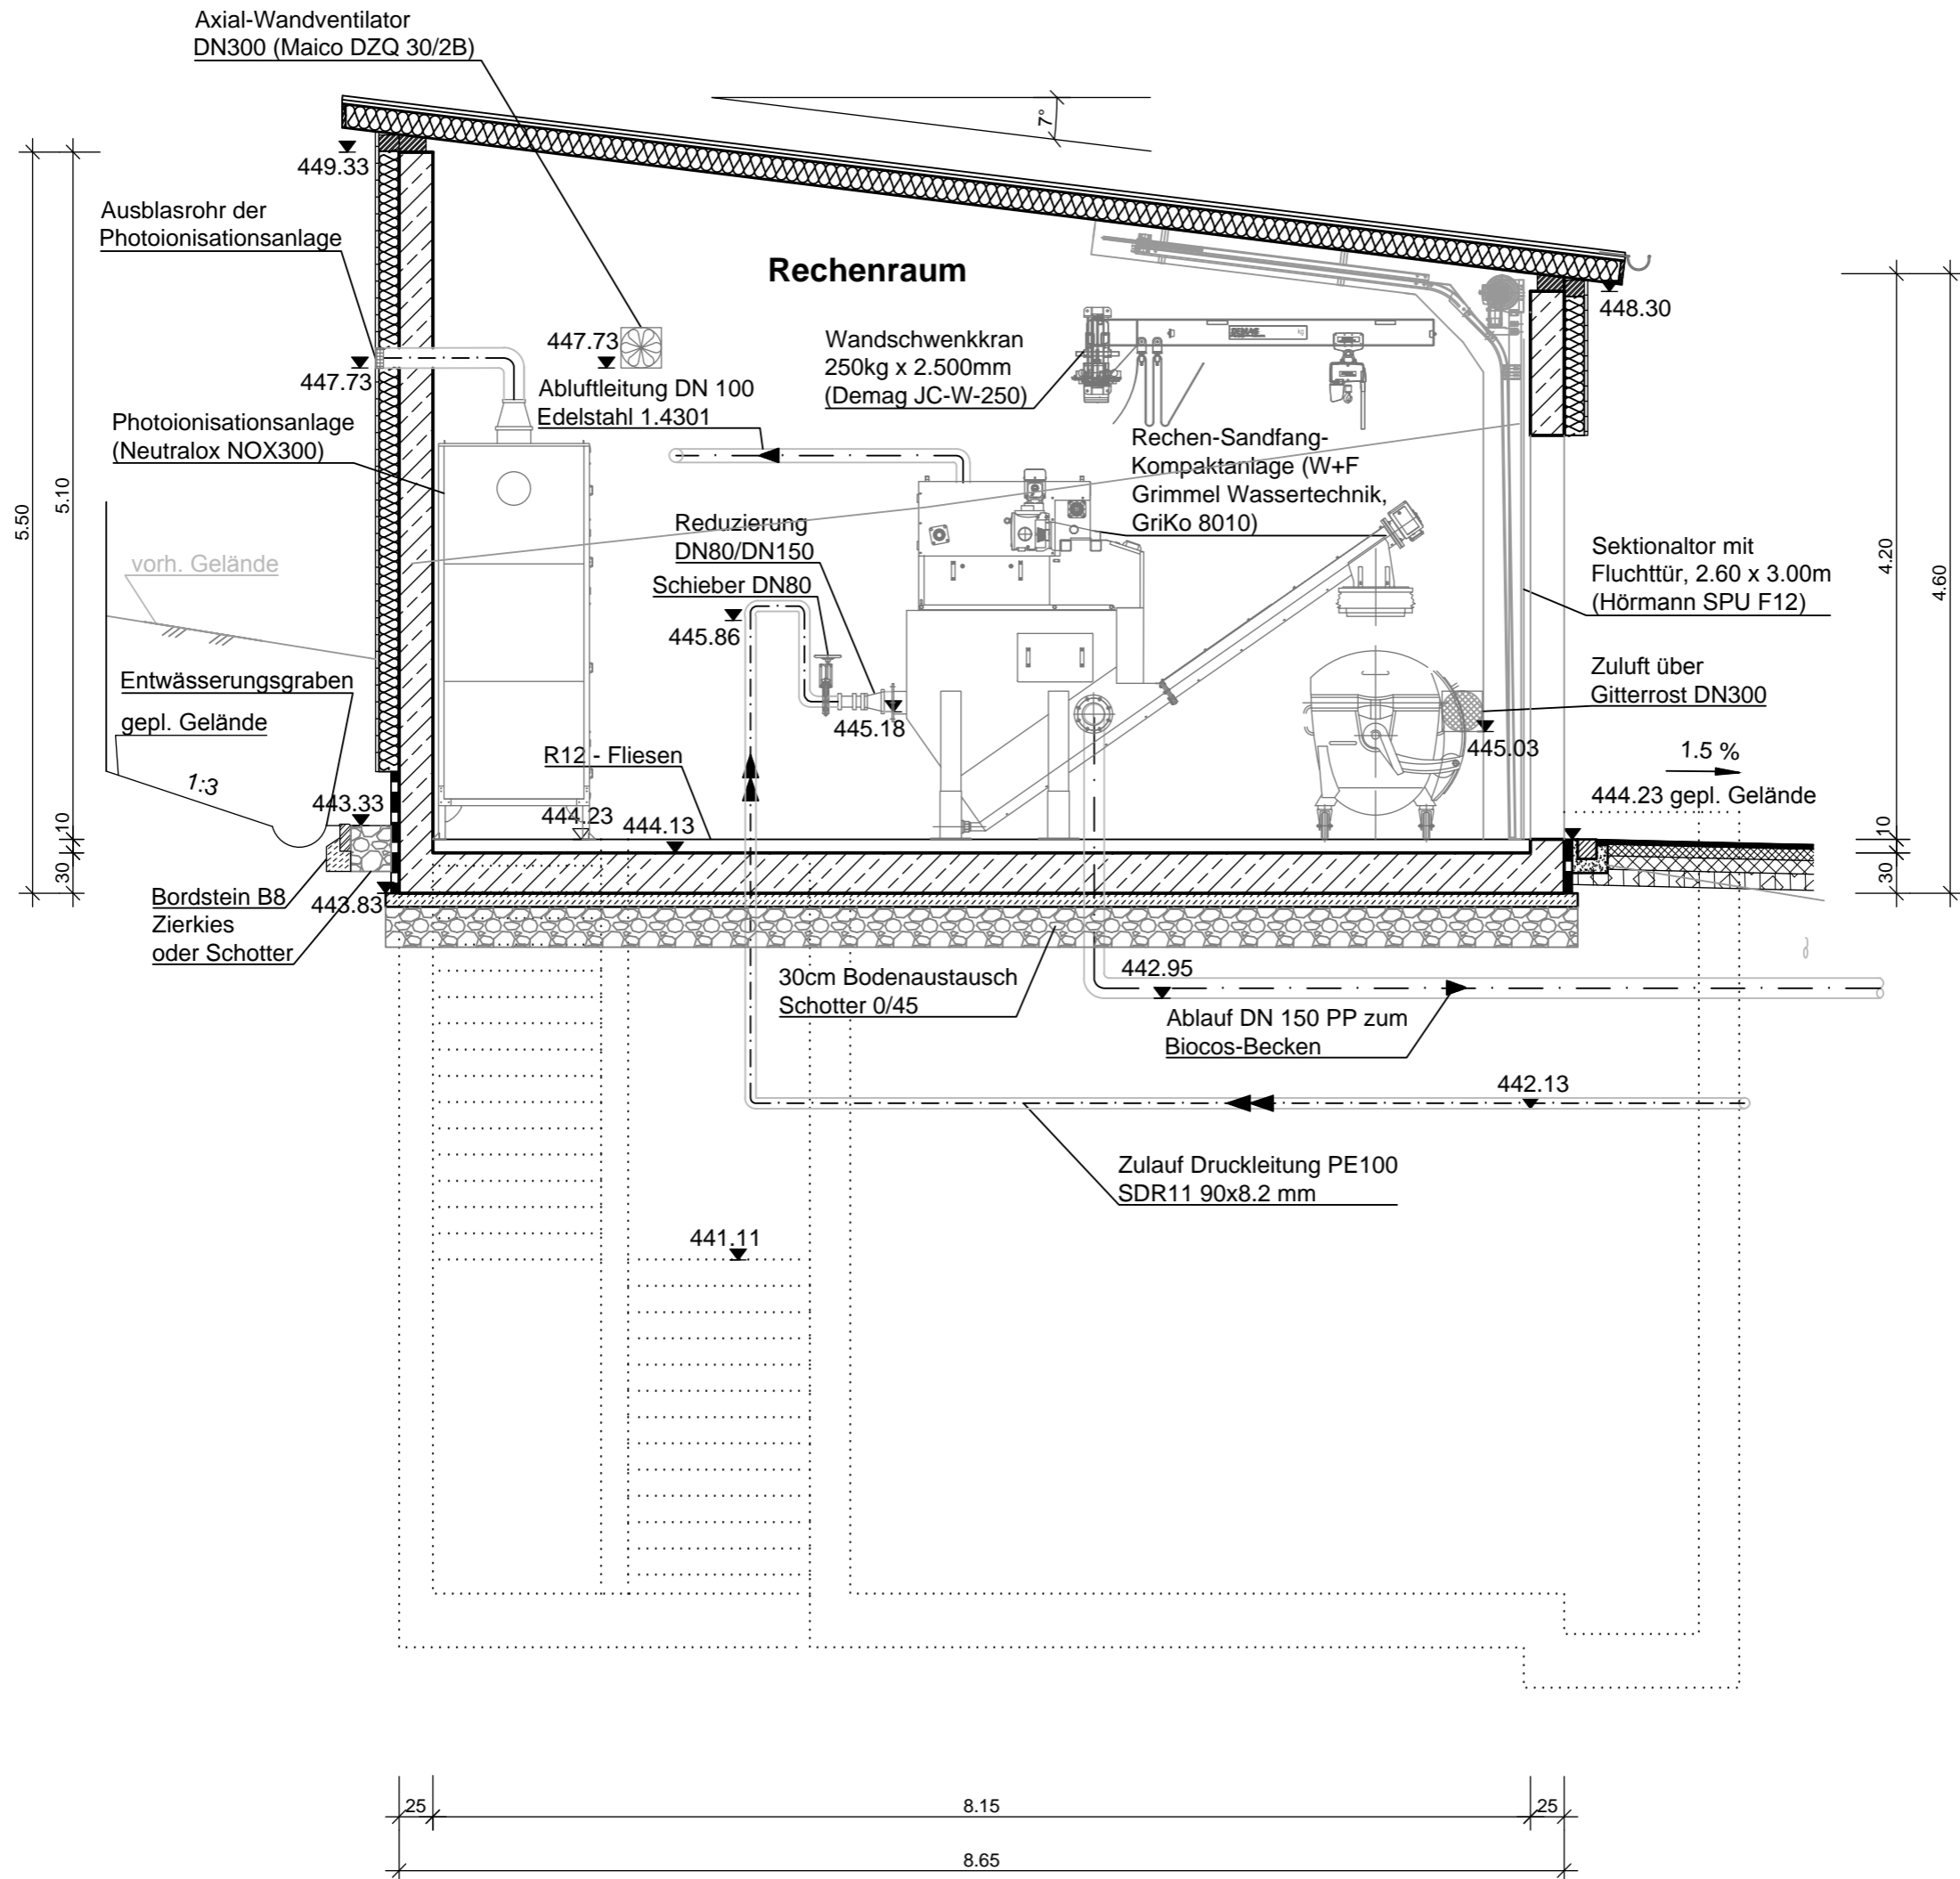 Axial-Wandventilator
DN300 (Maico DZQ 30/2B)
7°
449.33
Ausblasrohr der
Photoionisationsanlage
Rechenraum
448.30
447.73
447.73
Wandschwenkkran
250kg x 2.500mm
(Demag JC-W-250)
DEMAG
Abluftleitung DN 100
Edelstahl 1.4301
Photoionisationsanlage
(Neutralox NOX300)
Rechen-Sandfang-
Kompaktanlage (W+F
Grimmel Wassertechnik,
GriKo 8010)
5.50
5.10
Reduzierung
DN80/DN150
Schieber DN80
Sektionaltor mit
Fluchttür, 2.60 x 3.00m
(Hörmann SPU F12)
4.20
4.60
vorh. Gelände
445.86
Entwässerungsgraben
gepl. Gelände
Zuluft über
Gitterrost DN300
445.18
445.03
R12 - Fliesen
1:3
1.5 %
444.23 gepl. Gelände
443.33
444.23
444.13
10
30
10
30
Bordstein B8
443.83
Zierkies
oder Schotter
30cm Bodenaustausch
Schotter 0/45
442.95
Ablauf DN 150 PP zum
Biocos-Becken
442.13
Zulauf Druckleitung PE100
SDR11 90x8.2 mm
441.11
25
8.15
25
8.65